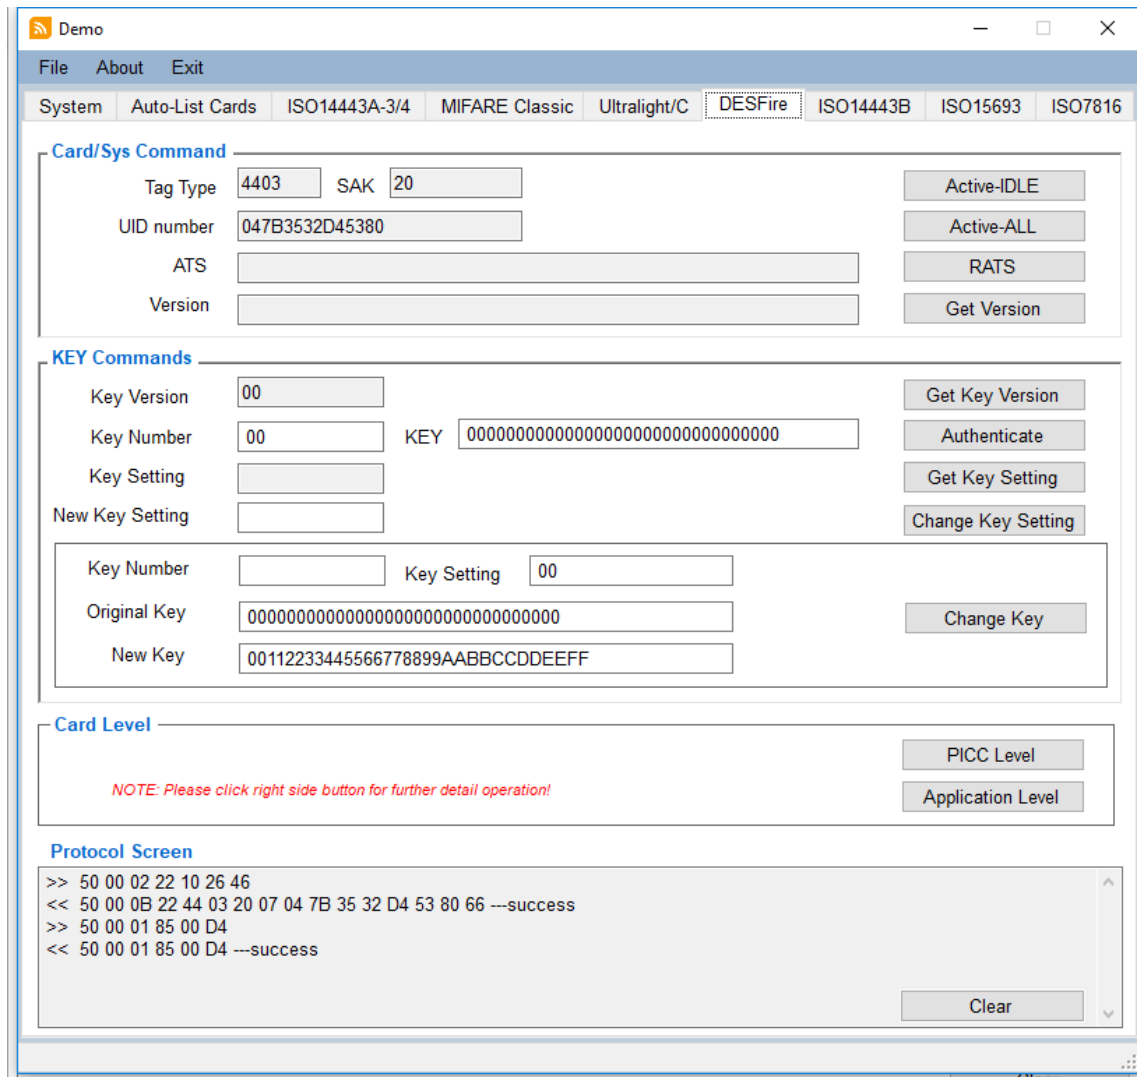 Demo
File About Exit
System Auto-List Cards ISO14443A-3/4 MIFARE Classic Ultralight/C DESFire ISO14443B ISO15693 ISO7816
Card/Sys Command
Tag Type 4403 SAK 20 Active-IDLE
UID number 047B3532D45380 Active-ALL
ATS RATS
Version Get Version
KEY Commands
Key Version 00 Get Key Version
Key Number 00 KEY 00000000000000000000000000000000 Authenticate
Key Setting Get Key Setting
New Key Setting Change Key Setting
Key Number Key Setting 00
Original Key 00000000000000000000000000000000 Change Key
New Key 00112233445566778899AABBCCDDEEFF
Card Level
PICC Level
NOTE: Please click right side button for further detail operation!
Application Level
Protocol Screen
>> 50 00 02 22 10 26 46
<< 50 00 0B 22 44 03 20 07 04 7B 35 32 D4 53 80 66 ---success
>> 50 00 01 85 00 D4
<< 50 00 01 85 00 D4 ---success
Clear